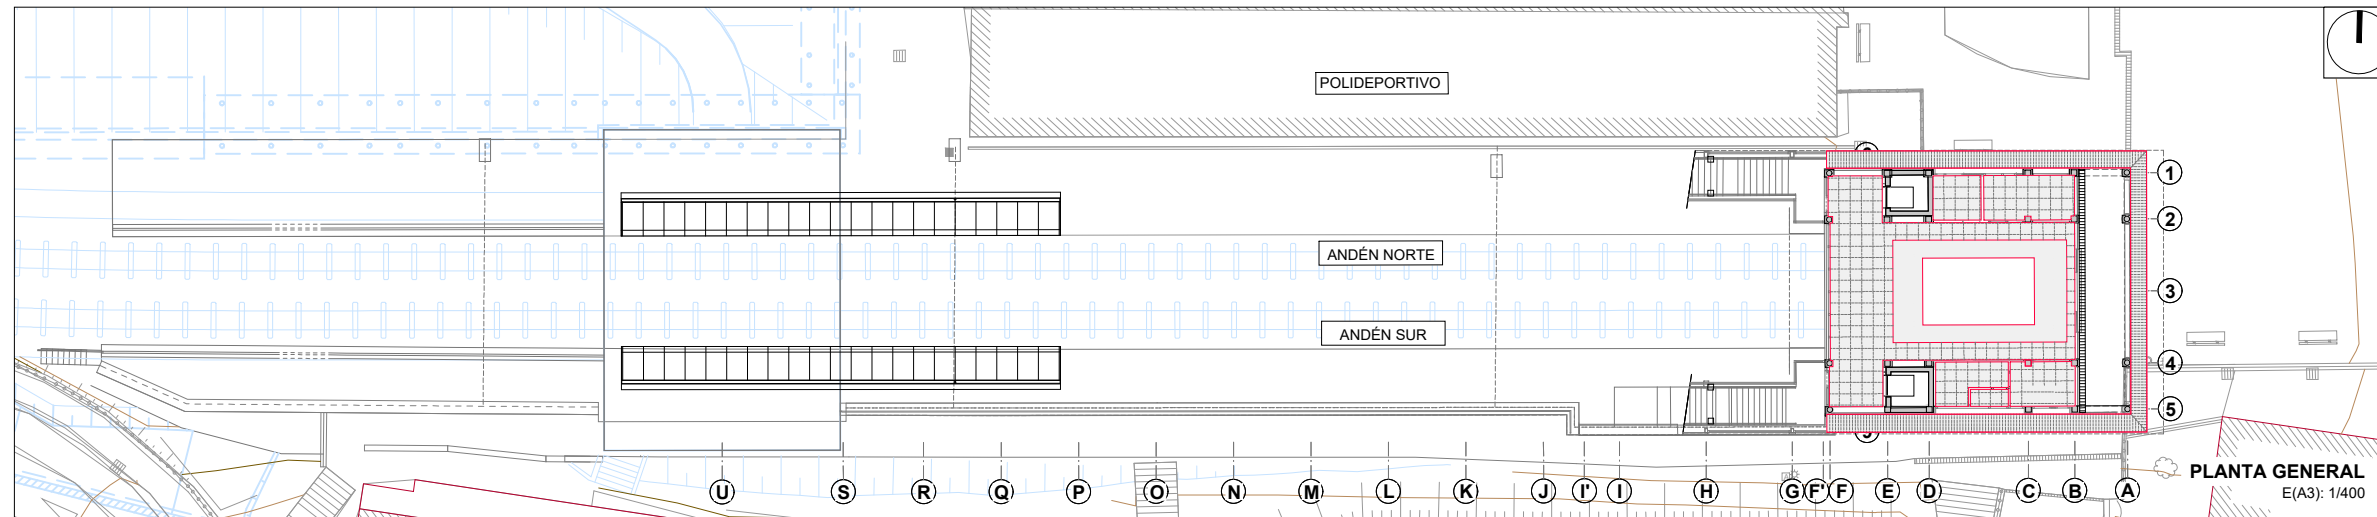 POLIDEPORTIVO
ANDÉN NORTE
ANDÉN SUR
1
2
3
4
5
U S R Q P O N M L K J I' I H G F' F E D C B A
PLANTA GENERAL
E(A3): 1/400